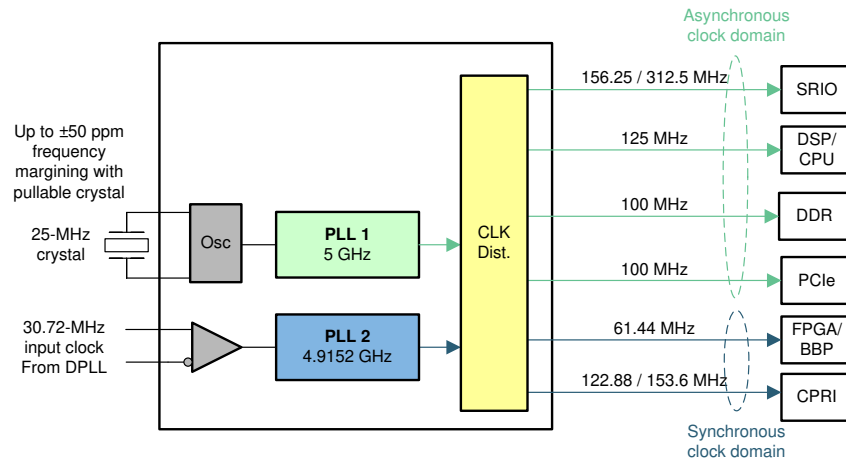 Asynchronous
clock domain
156.25 / 312.5 MHz
SRIO
Up to ±50 ppm
frequency
margining with
pullable crystal
125 MHz
DSP/
CPU
25-MHz
crystal
Osc
PLL 1
5 GHz
CLK
Dist.
100 MHz
DDR
100 MHz
PCIe
30.72-MHz
input clock
From DPLL
PLL 2
4.9152 GHz
61.44 MHz
FPGA/
BBP
122.88 / 153.6 MHz
CPRI
Synchronous
clock domain